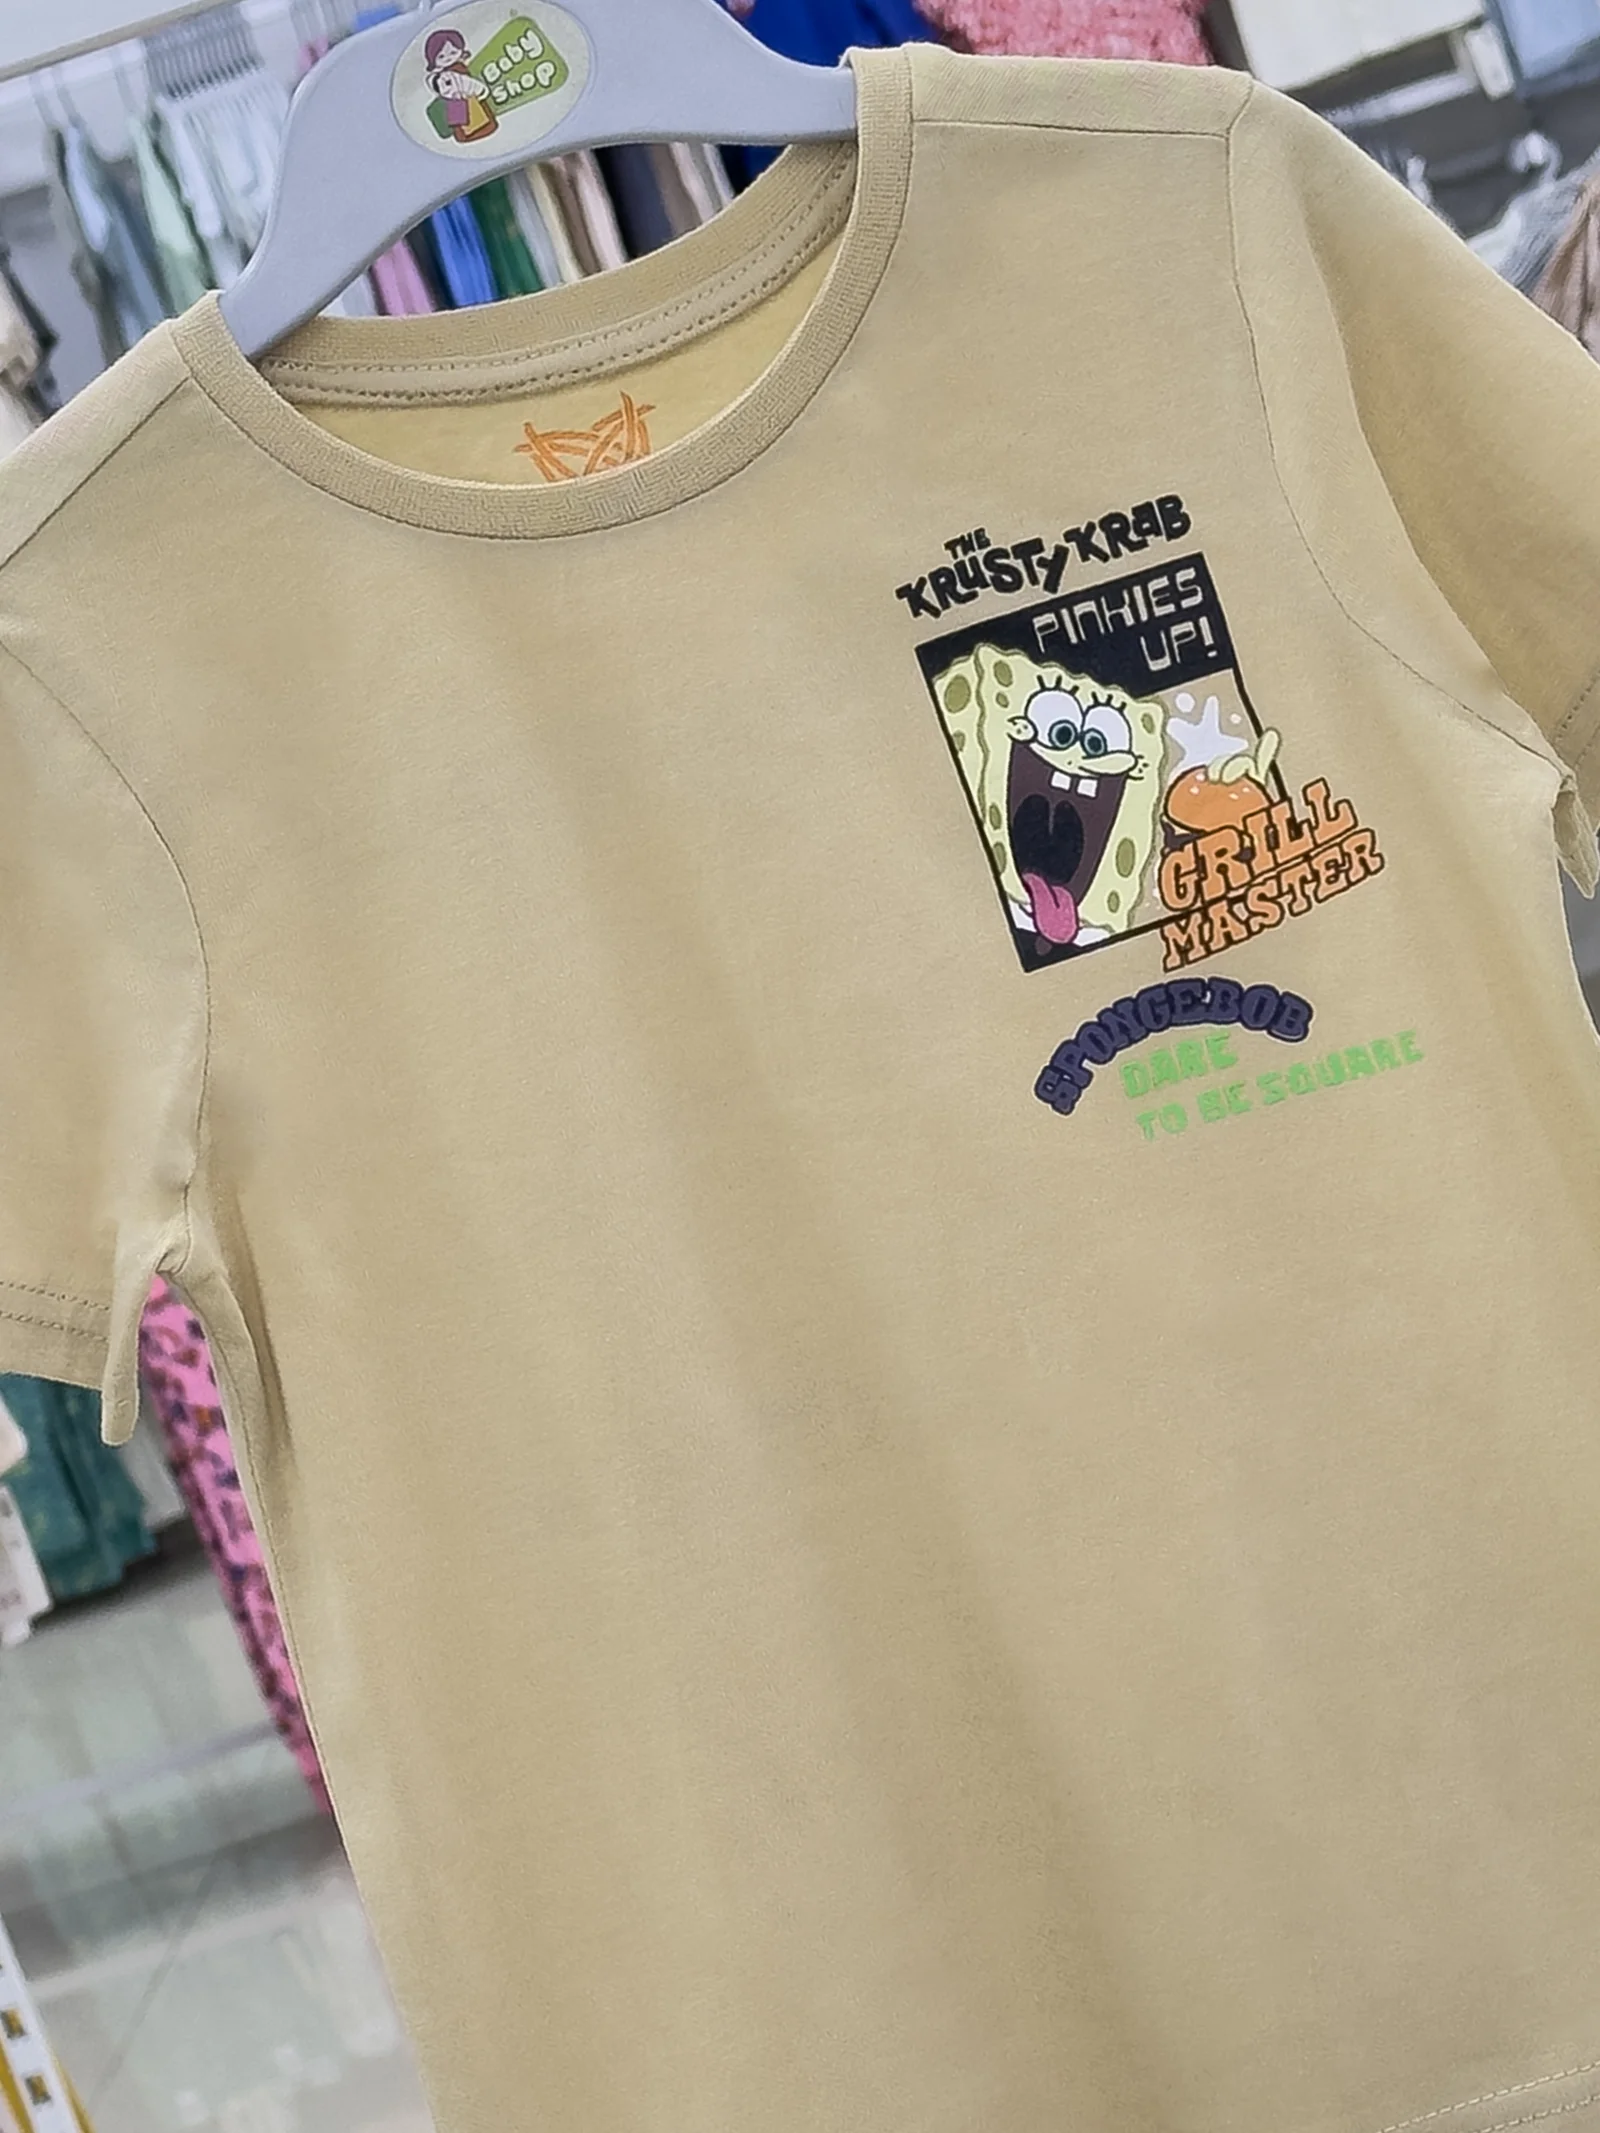 Baby
Shop
THE
KRUSTY KRAB
PINKIES
UP!
GRILL
MASTER
SPONGEBOB
DARE
TO BE SQUARE